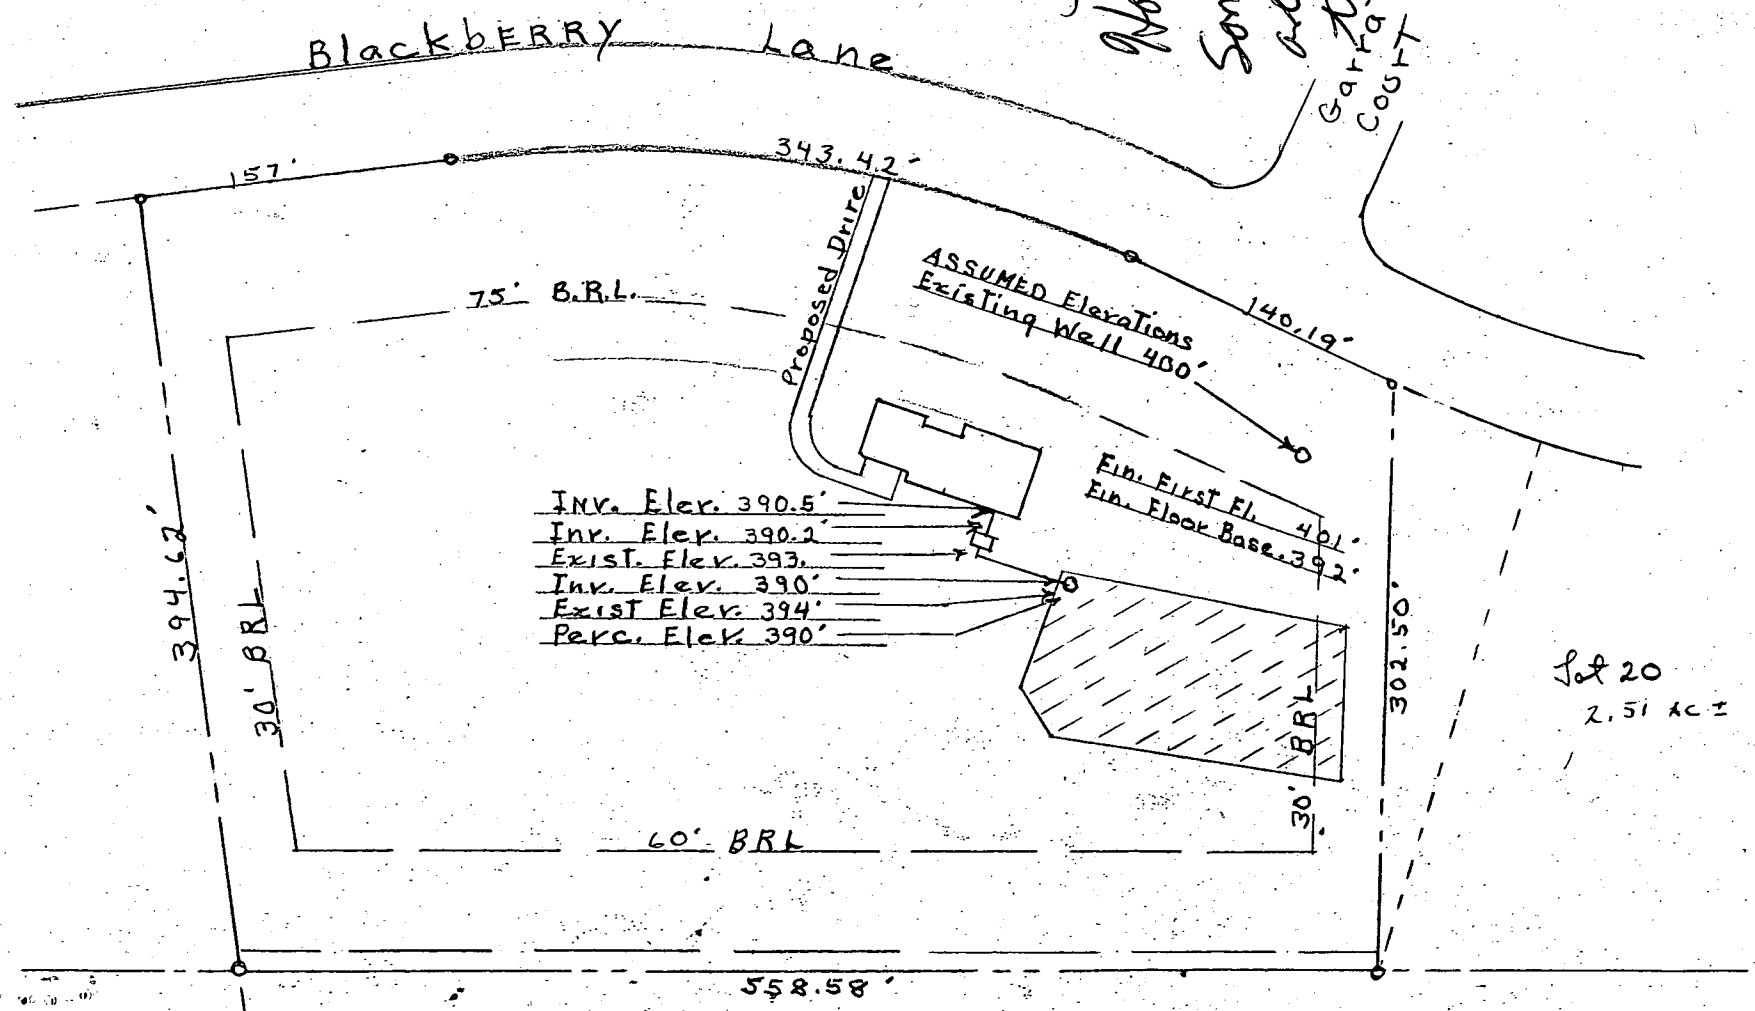 BlackbERRY Lane
Court
157'
343.42'
Proposed Drive
75' B.R.L.
ASSUMED Elevations
Existing Well 400'
140.19'
Fin. First Fl. 401'
Fin. Floor Base. 392'
Inv. Elev. 390.5'
Inv. Elev. 390.2'
Exist. Elev. 393.
Inv. Elev. 390'
Exist Elev. 394'
Perc. Elev. 390'
394.62'
30' BRL
302.50'
30' BRL
Lot 20
2.51 Ac ±
60' BRL
558.58'